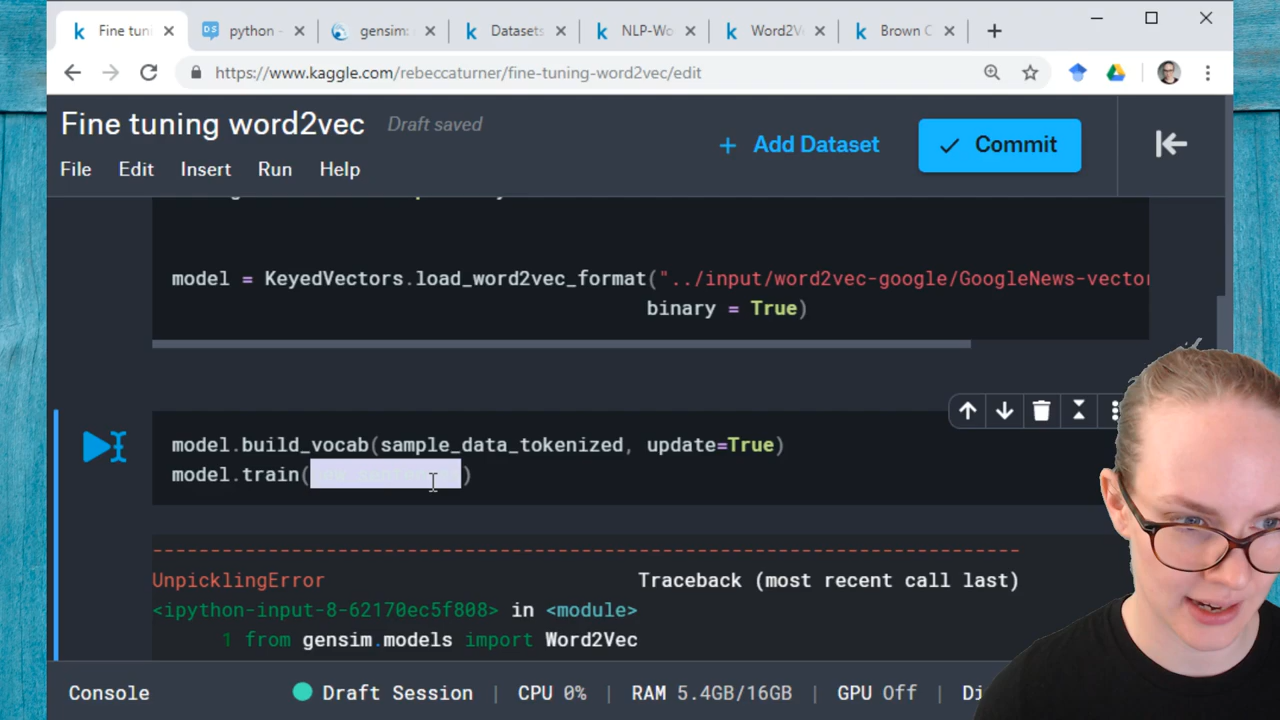 Fine tuni
python -
gensim:
Datasets
NLP-Wo
Word2V
Brown C
https://www.kaggle.com/rebeccaturner/fine-tuning-word2vec/edit
Fine tuning word2vec Draft saved
+ Add Dataset
Commit
File Edit Insert Run Help
model = KeyedVectors.load_word2vec_format("../input/word2vec-google/GoogleNews-vector
binary = True)
model.build_vocab(sample_data_tokenized, update=True)
model.train( )
UnpicklingError Traceback (most recent call last)
<ipython-input-8-62170ec5f808> in <module>
1 from gensim.models import Word2Vec
Console Draft Session | CPU 0% | RAM 5.4GB/16GB | GPU Off | Di